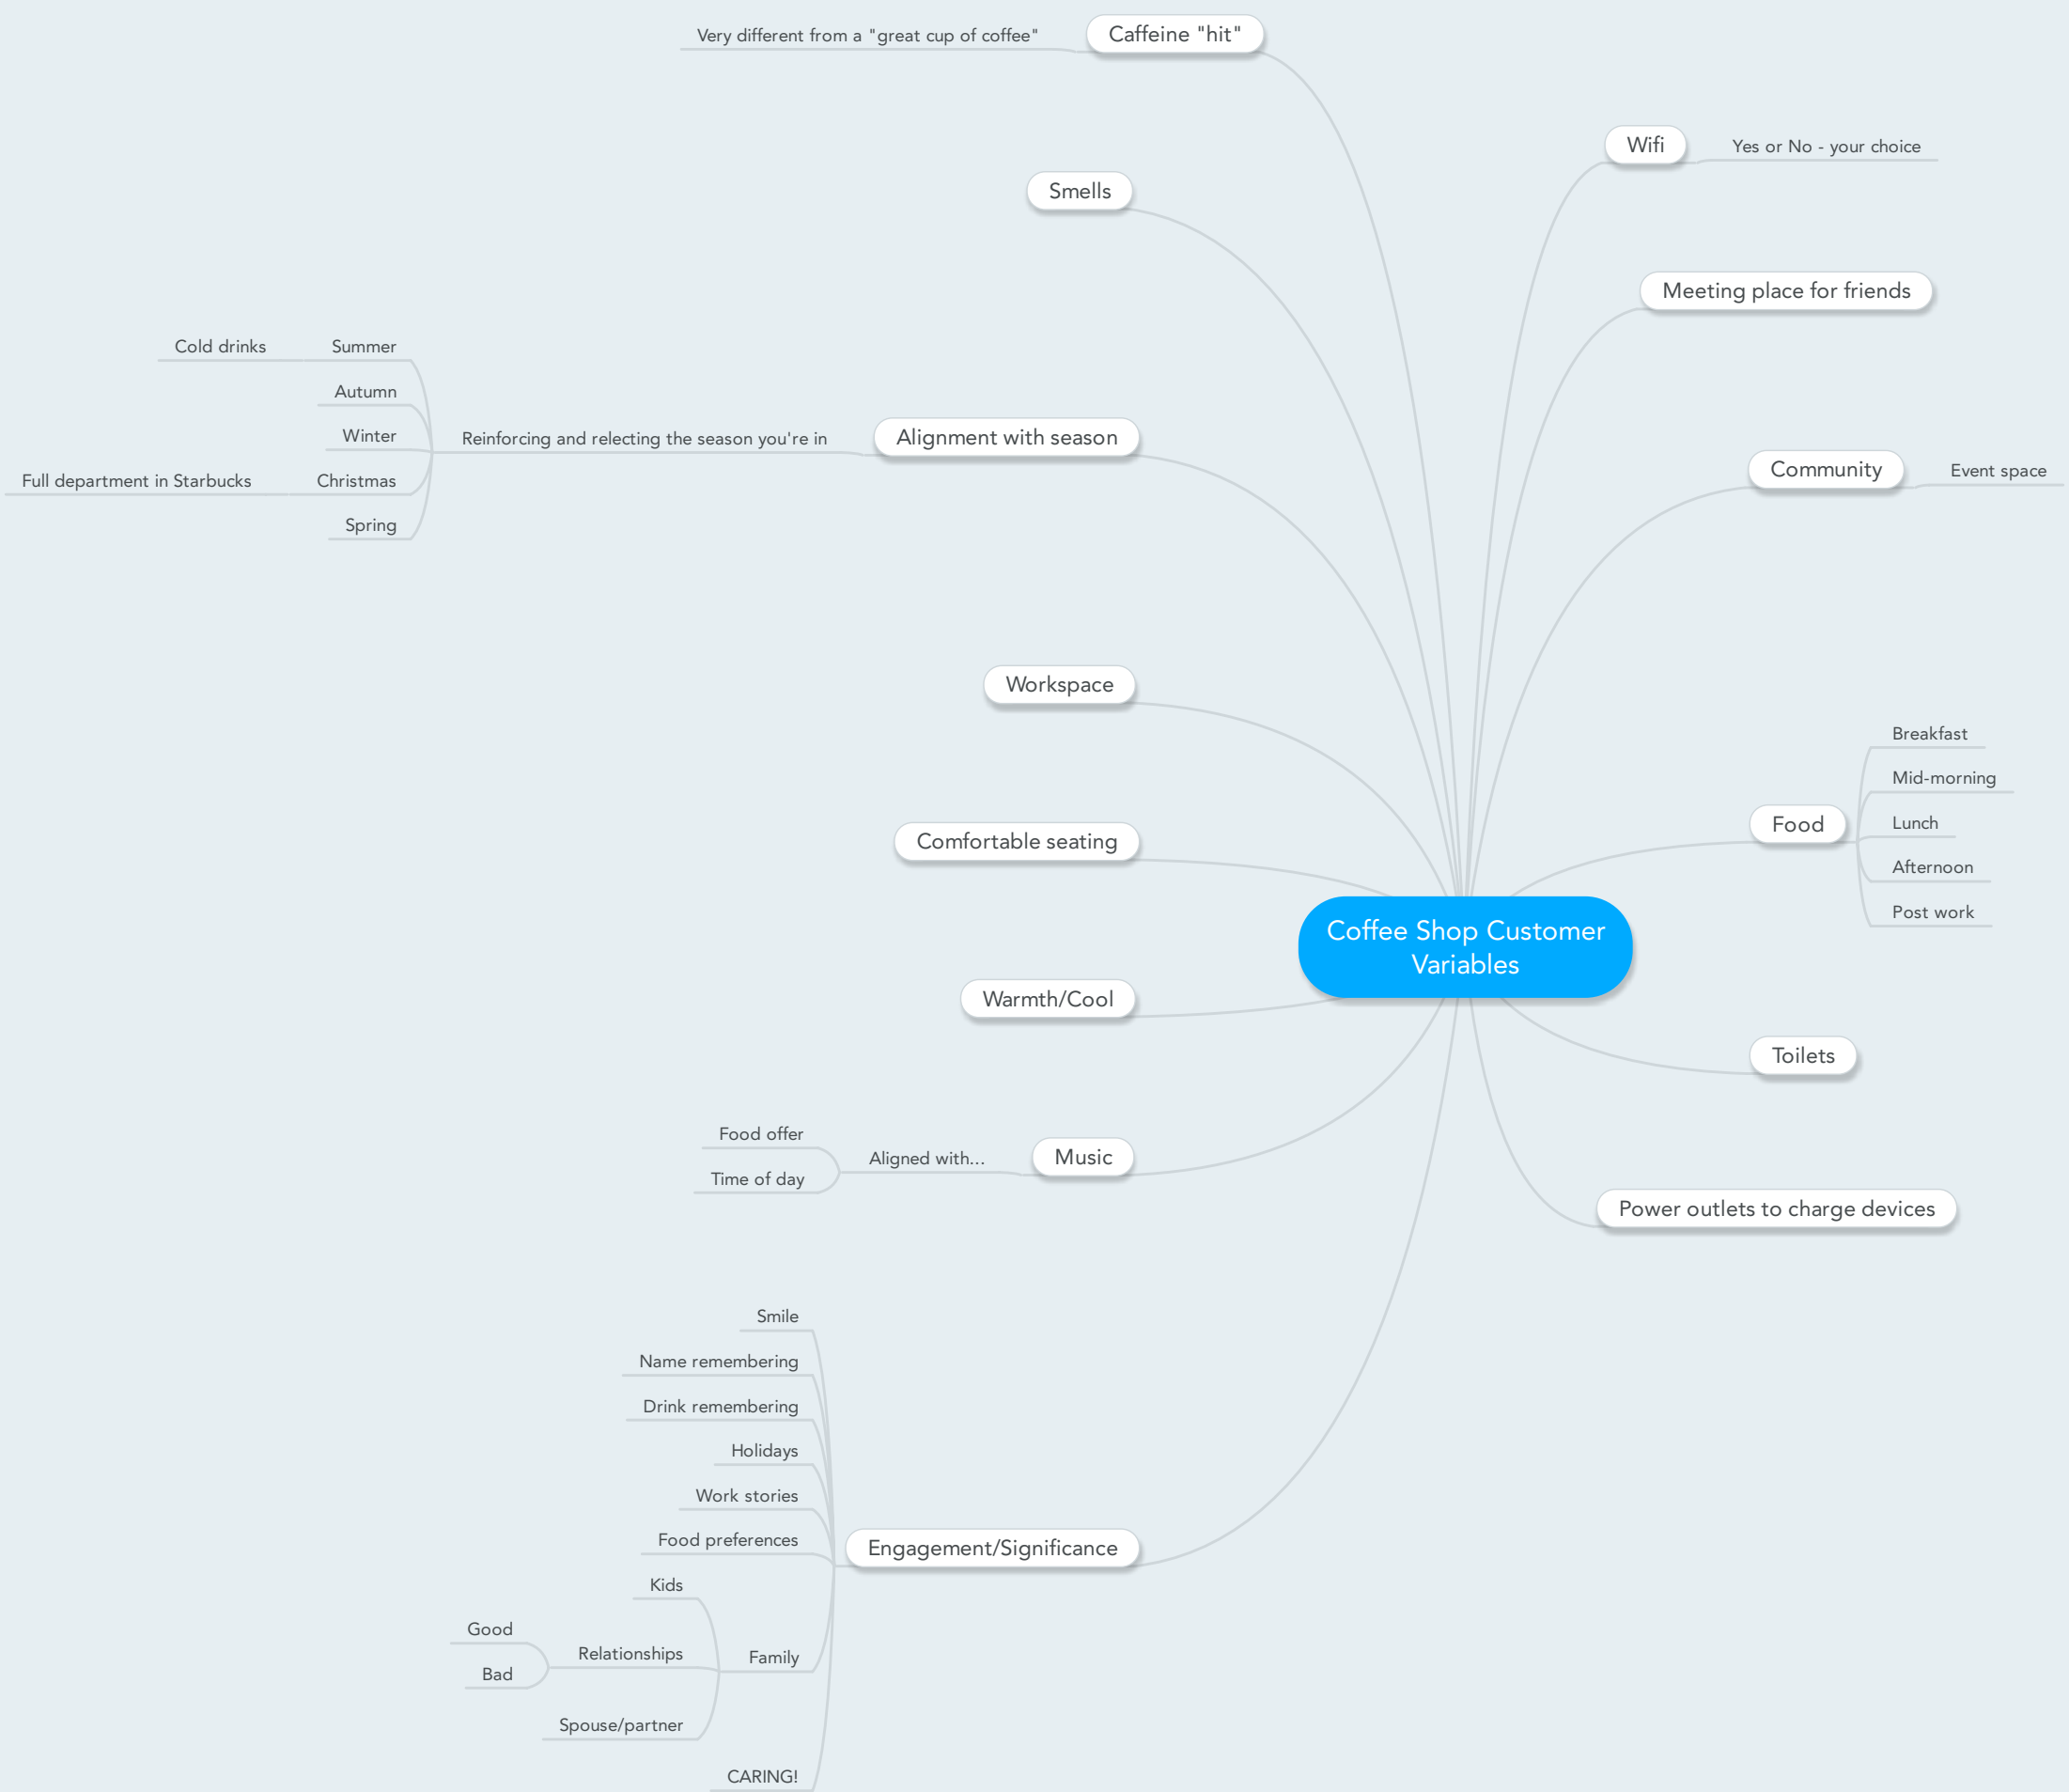 Very different from a "great cup of coffee"
Caffeine "hit"
Wifi
Yes or No - your choice
Smells
Meeting place for friends
Cold drinks
Summer
Autumn
Winter
Full department in Starbucks
Christmas
Spring
Reinforcing and relecting the season you're in
Alignment with season
Community
Event space
Workspace
Comfortable seating
Food
Breakfast
Mid-morning
Lunch
Afternoon
Post work
Coffee Shop Customer
Variables
Warmth/Cool
Toilets
Food offer
Time of day
Aligned with...
Music
Power outlets to charge devices
Smile
Name remembering
Drink remembering
Holidays
Work stories
Food preferences
Engagement/Significance
Kids
Good
Bad
Relationships
Family
Spouse/partner
CARING!